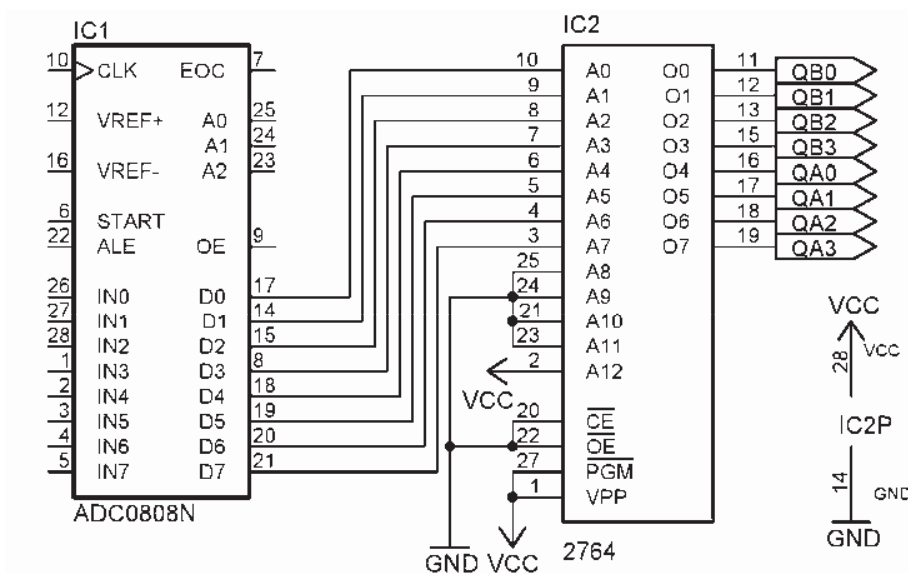 IC1
10 CLK EOC 7
12 VREF+ A0 25
A1 24
16 VREF- A2 23
6 START
22 ALE OE 9
26 IN0 D0 17
27 IN1 D1 14
28 IN2 D2 15
1 IN3 D3 8
2 IN4 D4 18
3 IN5 D5 19
4 IN6 D6 20
5 IN7 D7 21
ADC0808N
IC2
10 A0 O0 11 QB0
9 A1 O1 12 QB1
8 A2 O2 13 QB2
7 A3 O3 15 QB3
6 A4 O4 16 QA0
5 A5 O5 17 QA1
4 A6 O6 18 QA2
3 A7 O7 19 QA3
25 A8
24 A9
21 A10
23 A11
2 A12
VCC
20 CE
22 OE
27 PGM
1 VPP
GND VCC
2764
VCC
28 VCC
IC2P
14 GND
GND